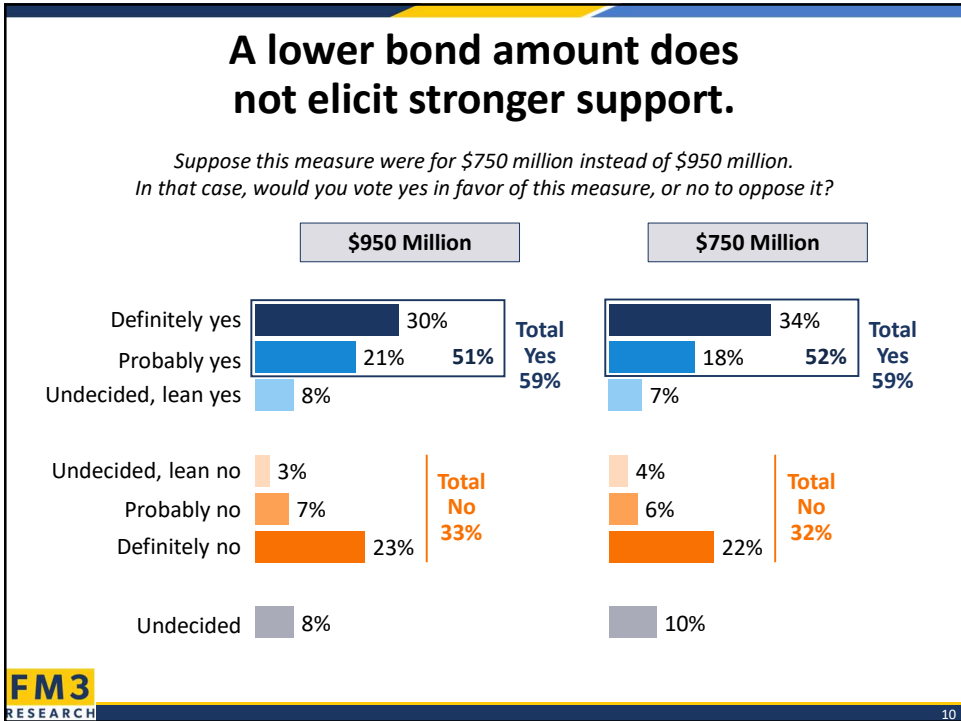 A lower bond amount does
not elicit stronger support.
Suppose this measure were for $750 million instead of $950 million.
In that case, would you vote yes in favor of this measure, or no to oppose it?
$950 Million
$750 Million
Definitely yes 30% 34%
Probably yes 21% 51% 18% 52%
Undecided, lean yes 8% 7%
Total
Yes
59%
Total
Yes
59%
Undecided, lean no 3% 4%
Probably no 7% 6%
Definitely no 23% 22%
Total
No
33%
Total
No
32%
Undecided 8% 10%
FM3
RESEARCH
10